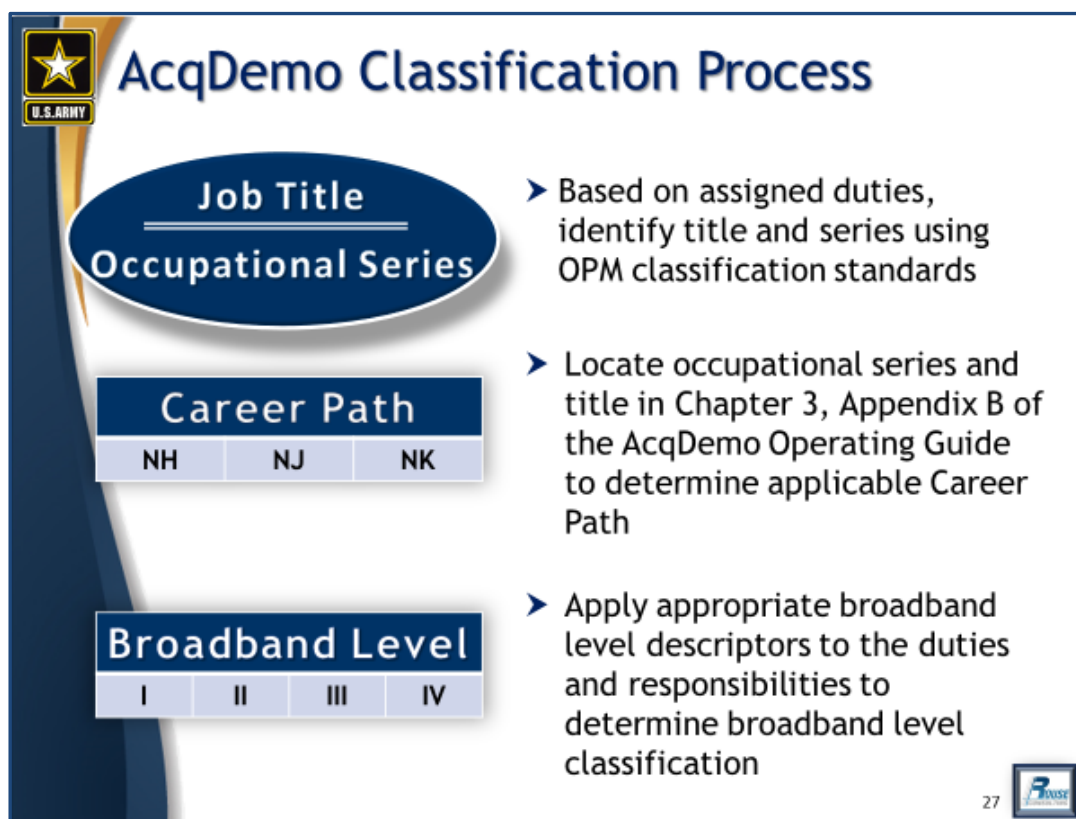 AcqDemo Classification Process
U.S.ARMY
Job Title
Occupational Series
➤ Based on assigned duties,
identify title and series using
OPM classification standards
Career Path
NH NJ NK
➤ Locate occupational series and
title in Chapter 3, Appendix B of
the AcqDemo Operating Guide
to determine applicable Career
Path
Broadband Level
I II III IV
➤ Apply appropriate broadband
level descriptors to the duties
and responsibilities to
determine broadband level
classification
27
Rouse